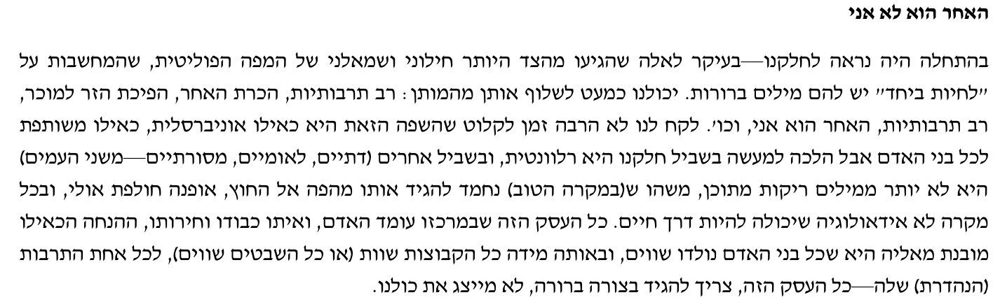 האחר הוא לא אני
בהתחלה היה נראה לחלקנו—בעיקר לאלה שהגיעו מהצד היותר חילוני ושמאלני של המפה הפוליטית, שהמחשבות על
״לחיות ביחד״ יש להם מילים ברורות. יכולנו כמעט לשלוף אותן מהמותן: רב תרבותיות, הכרת האחר, הפיכת הזר למוכר,
רב תרבותיות, האחר הוא אני, וכו׳. לקח לנו לא הרבה זמן לקלוט שהשפה הזאת היא כאילו אוניברסלית, כאילו משותפת
לכל בני האדם אבל הלכה למעשה בשביל חלקנו היא רלוונטית, ובשביל אחרים (דתיים, לאומיים, מסורתיים—משני העמים)
היא לא יותר ממילים ריקות מתוכן, משהו ש(במקרה הטוב) נחמד להגיד אותו מהפה אל החוץ, אופנה חולפת אולי, ובכל
מקרה לא אידאולוגיה שיכולה להיות דרך חיים. כל העסק הזה שבמרכזו עומד האדם, ואיתו כבודו וחירותו, ההנחה הכאילו
מובנת מאליה היא שכל בני האדם נולדו שווים, ובאותה מידה כל הקבוצות שוות (או כל השבטים שווים), לכל אחת התרבות
(הנהדרת) שלה—כל העסק הזה, צריך להגיד בצורה ברורה, לא מייצג את כולנו.